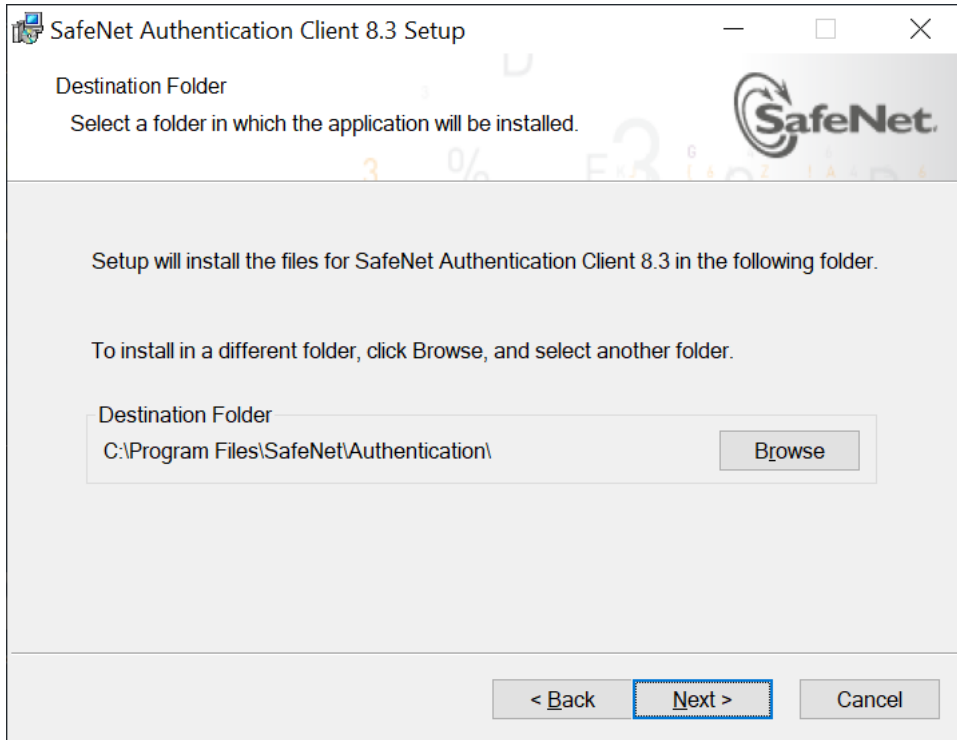 SafeNet Authentication Client 8.3 Setup
Destination Folder
Select a folder in which the application will be installed.
SafeNet.
Setup will install the files for SafeNet Authentication Client 8.3 in the following folder.
To install in a different folder, click Browse, and select another folder.
Destination Folder
C:\Program Files\SafeNet\Authentication\
Browse
< Back
Next >
Cancel